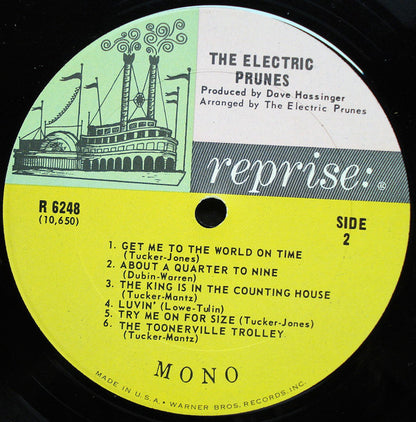 THE ELECTRIC
PRUNES
Produced by Dave Hassinger
Arranged by The Electric Prunes
reprise:®
R 6248
(10,650)
SIDE
2
1. GET ME TO THE WORLD ON TIME
(Tucker-Jones)
2. ABOUT A QUARTER TO NINE
(Dubin-Warren)
3. THE KING IS IN THE COUNTING HOUSE
(Tucker-Mantz)
4. LUVIN' (Lowe-Tulin)
5. TRY ME ON FOR SIZE (Tucker-Jones)
6. THE TOONERVILLE TROLLEY
(Tucker-Mantz)
MONO
MADE IN U.S.A. • WARNER BROS. RECORDS, INC.